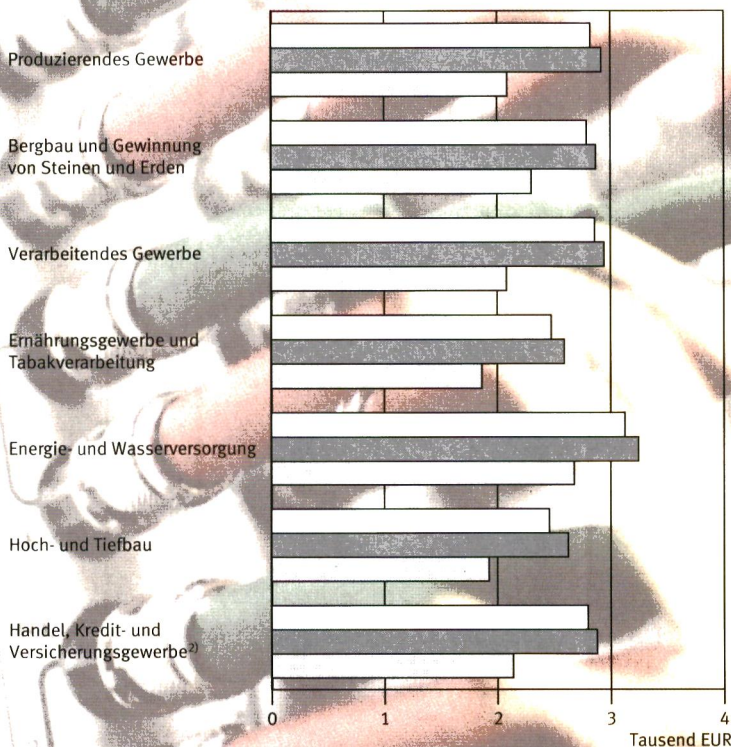 Produzierendes Gewerbe
Bergbau und Gewinnung
von Steinen und Erden
Verarbeitendes Gewerbe
Ernährungsgewerbe und
Tabakverarbeitung
Energie- und Wasserversorgung
Hoch- und Tiefbau
Handel, Kredit- und
Versicherungsgewerbe²⁾
0 1 2 3 4
Tausend EUR